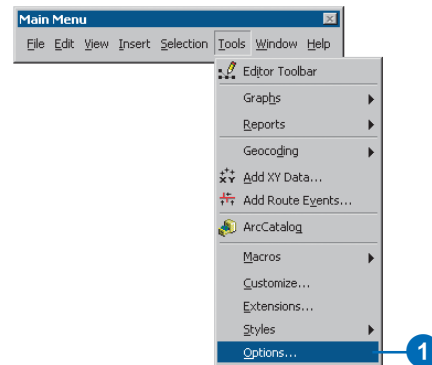 Main Menu
File Edit View Insert Selection Tools Window Help
Editor Toolbar
Graphs
Reports
Geocoding
Add XY Data...
Add Route Events...
ArcCatalog
Macros
Customize...
Extensions...
Styles
Options...
1